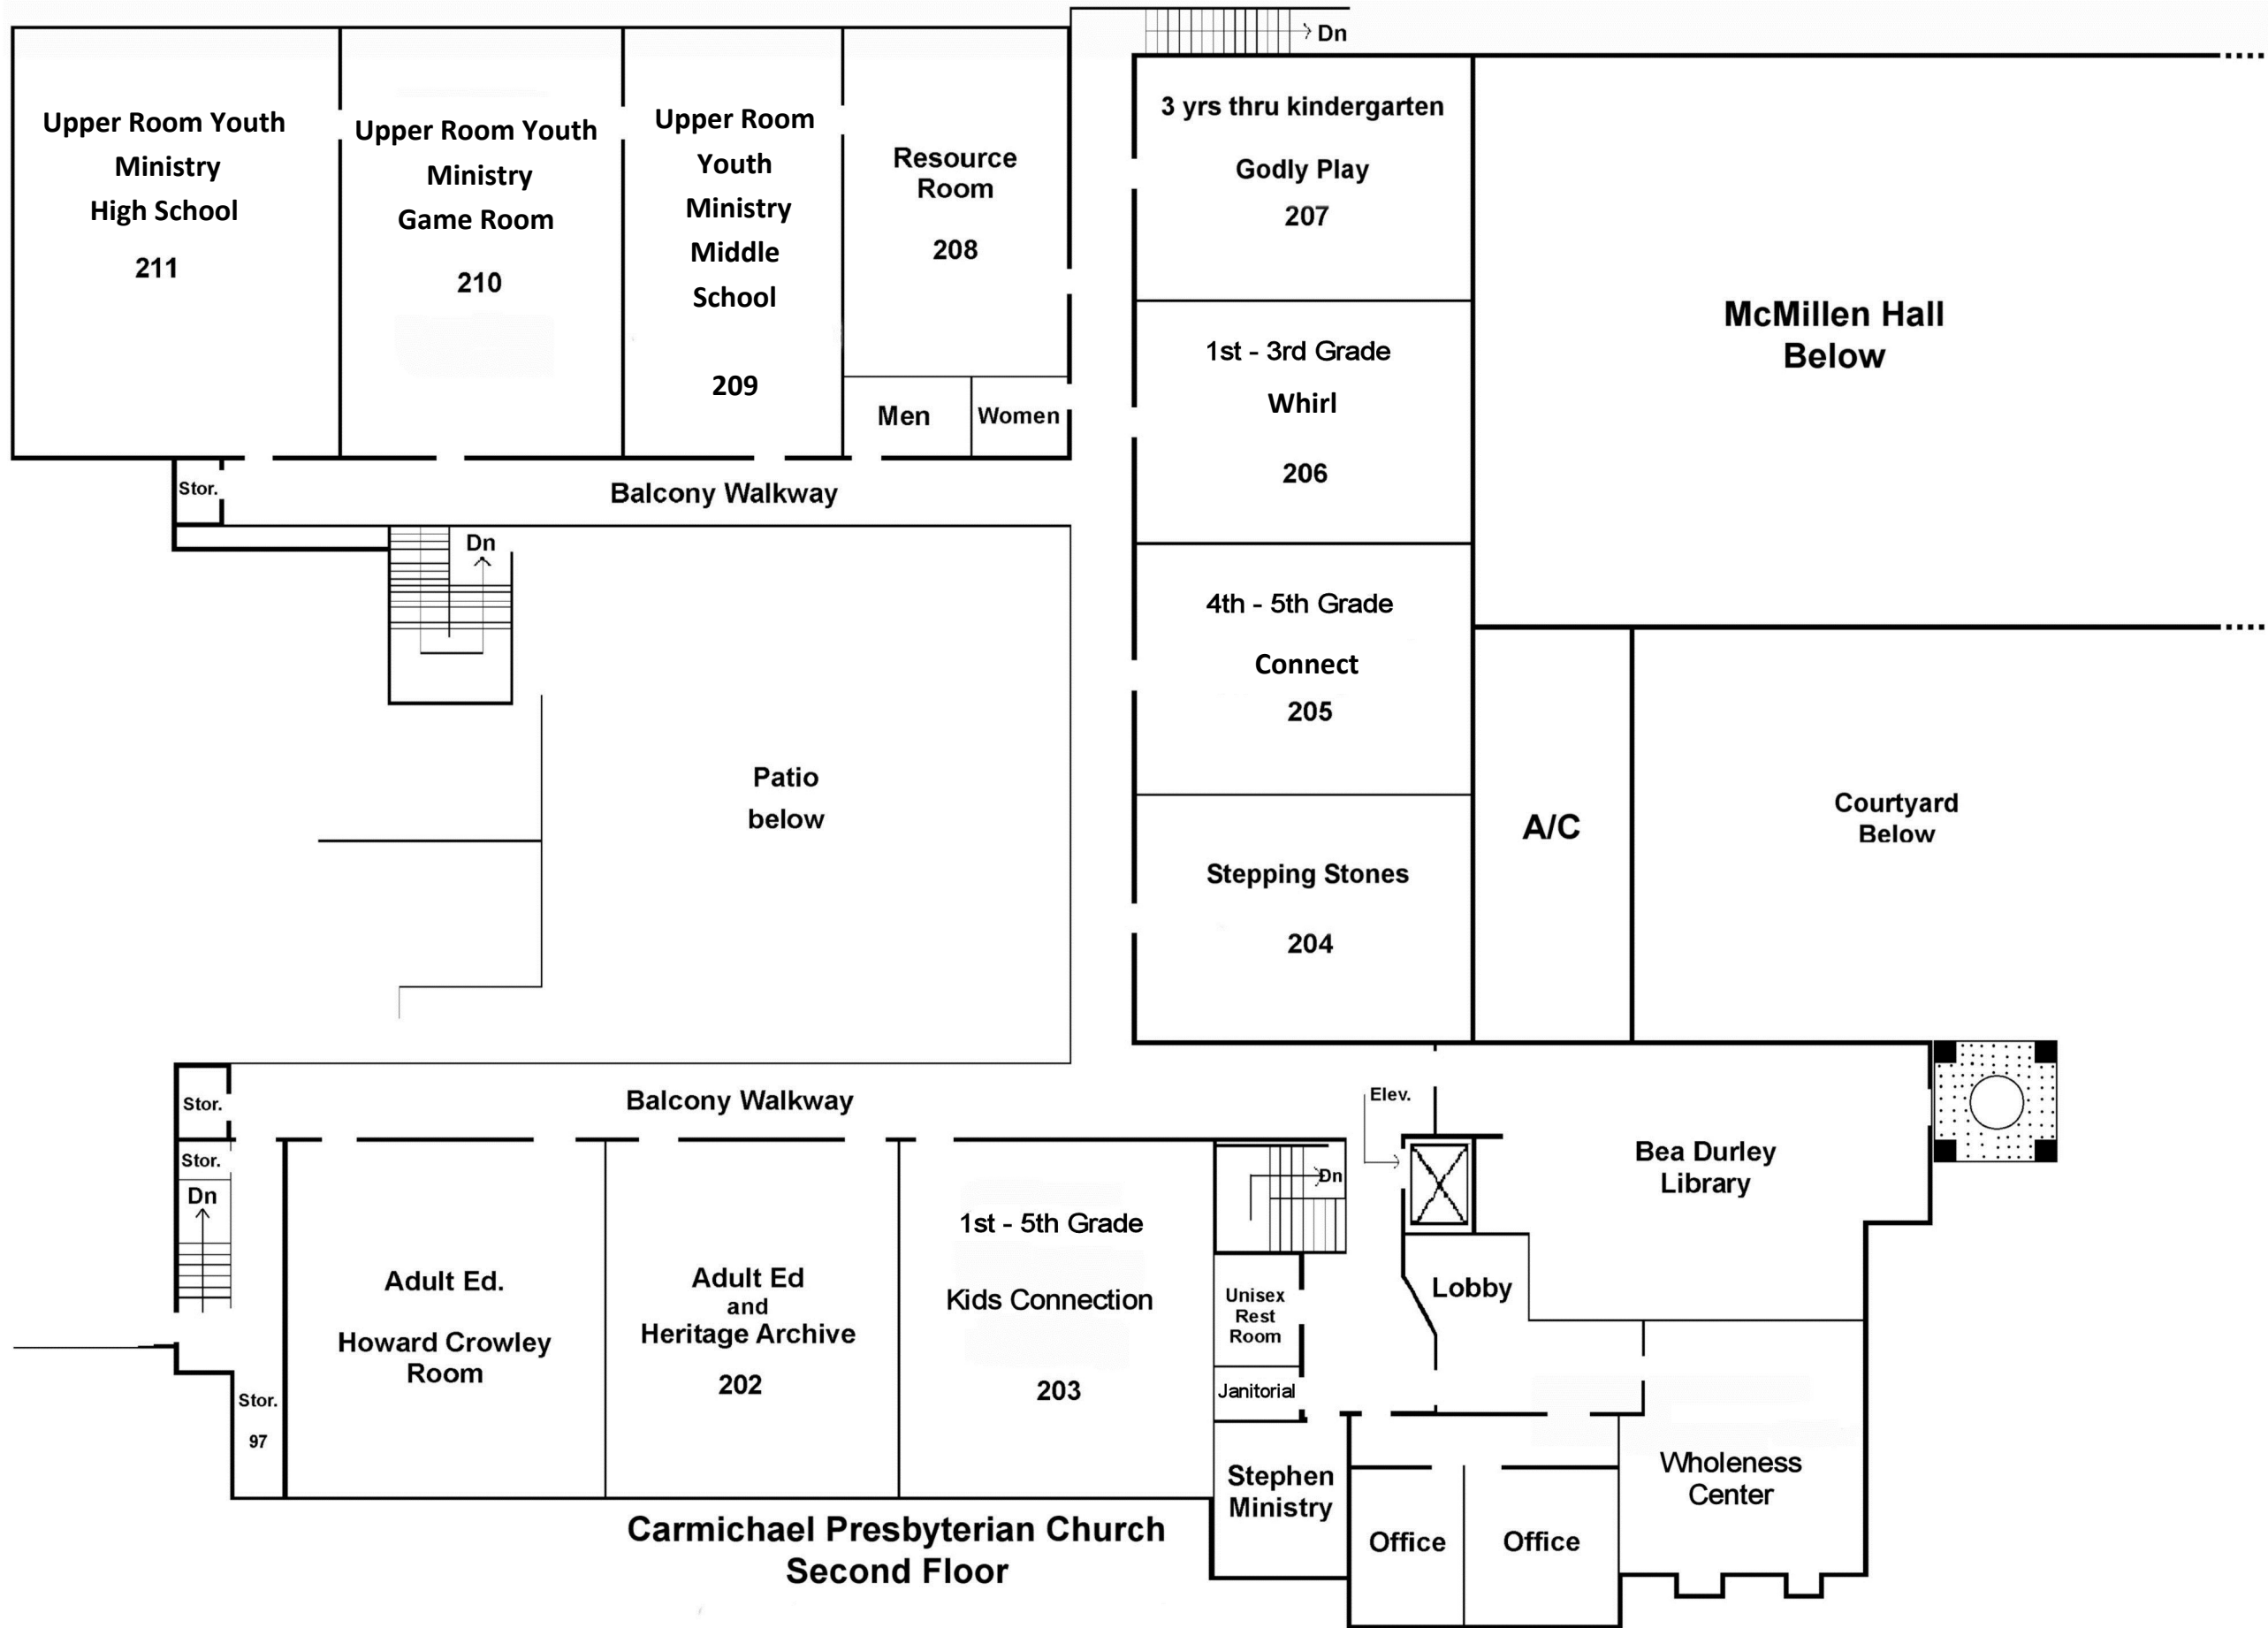 Dn
Upper Room Youth
Ministry
High School
211
Upper Room Youth
Ministry
Game Room
210
Upper Room
Youth
Ministry
Middle
School
209
Resource
Room
208
Men
Women
3 yrs thru kindergarten
Godly Play
207
1st - 3rd Grade
Whirl
206
4th - 5th Grade
Connect
205
Stepping Stones
204
McMillen Hall
Below
A/C
Courtyard
Below
Stor.
Balcony Walkway
Dn
Patio
below
Stor.
Balcony Walkway
Stor.
Dn
Stor.
97
Adult Ed.
Howard Crowley
Room
Adult Ed
and
Heritage Archive
202
1st - 5th Grade
Kids Connection
203
Dn
Elev.
Unisex
Rest
Room
Janitorial
Stephen
Ministry
Lobby
Bea Durley
Library
Office
Office
Wholeness
Center
Carmichael Presbyterian Church
Second Floor